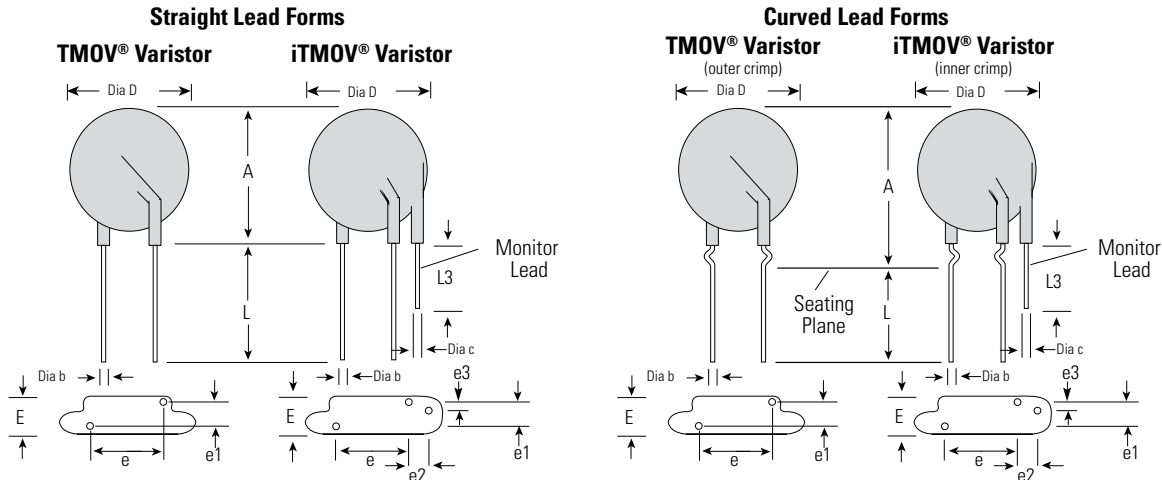 Straight Lead Forms
TMOV® Varistor
iTMOV® Varistor
Dia D
Dia D
A
L
L3
Monitor
Lead
Dia c
Dia b
Dia b
e3
E
E
e
e1
e
e2
e1
Curved Lead Forms
TMOV® Varistor
(outer crimp)
iTMOV® Varistor
(inner crimp)
Dia D
Dia D
A
L
Seating
Plane
L3
Monitor
Lead
Dia c
Dia b
Dia b
e3
E
E
e
e1
e
e2
e1